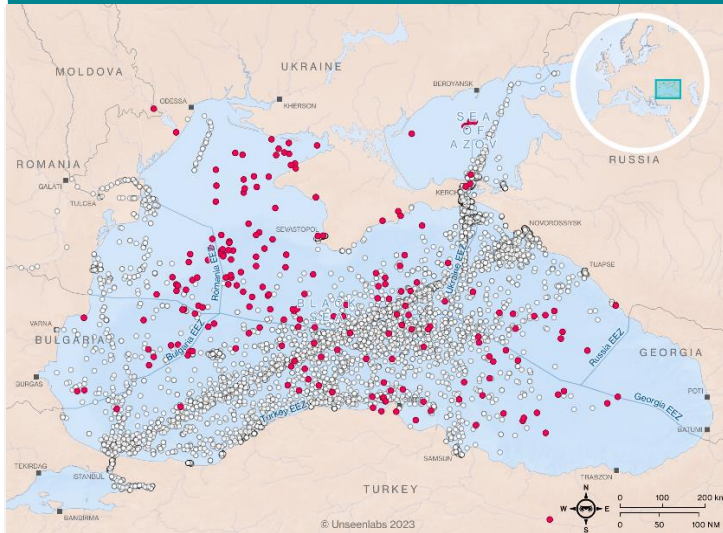 UKRAINE
MOLDOVA
BERDYANSK
ODESSA
KHERSON
SEA
OF
AZOV
ROMANIA
RUSSIA
GALATI
TULCEA
KERCH
NOVOROSSIYSK
SEVASTOPOL
TUAPSE
Romania EEZ
Ukraine EEZ
BLACK
VARNA
BULGARIA
Bulgaria EEZ
Russia EEZ
GEORGIA
BURGAS
POTI
Turkey EEZ
Georgia EEZ
BATUMI
SAMSUN
TEKIRDAG
ISTANBUL
TRABZON
TURKEY
N
W
E
S
0 100 200 km
0 50 100 NM
BANDIRMA
© Unseenlabs 2023